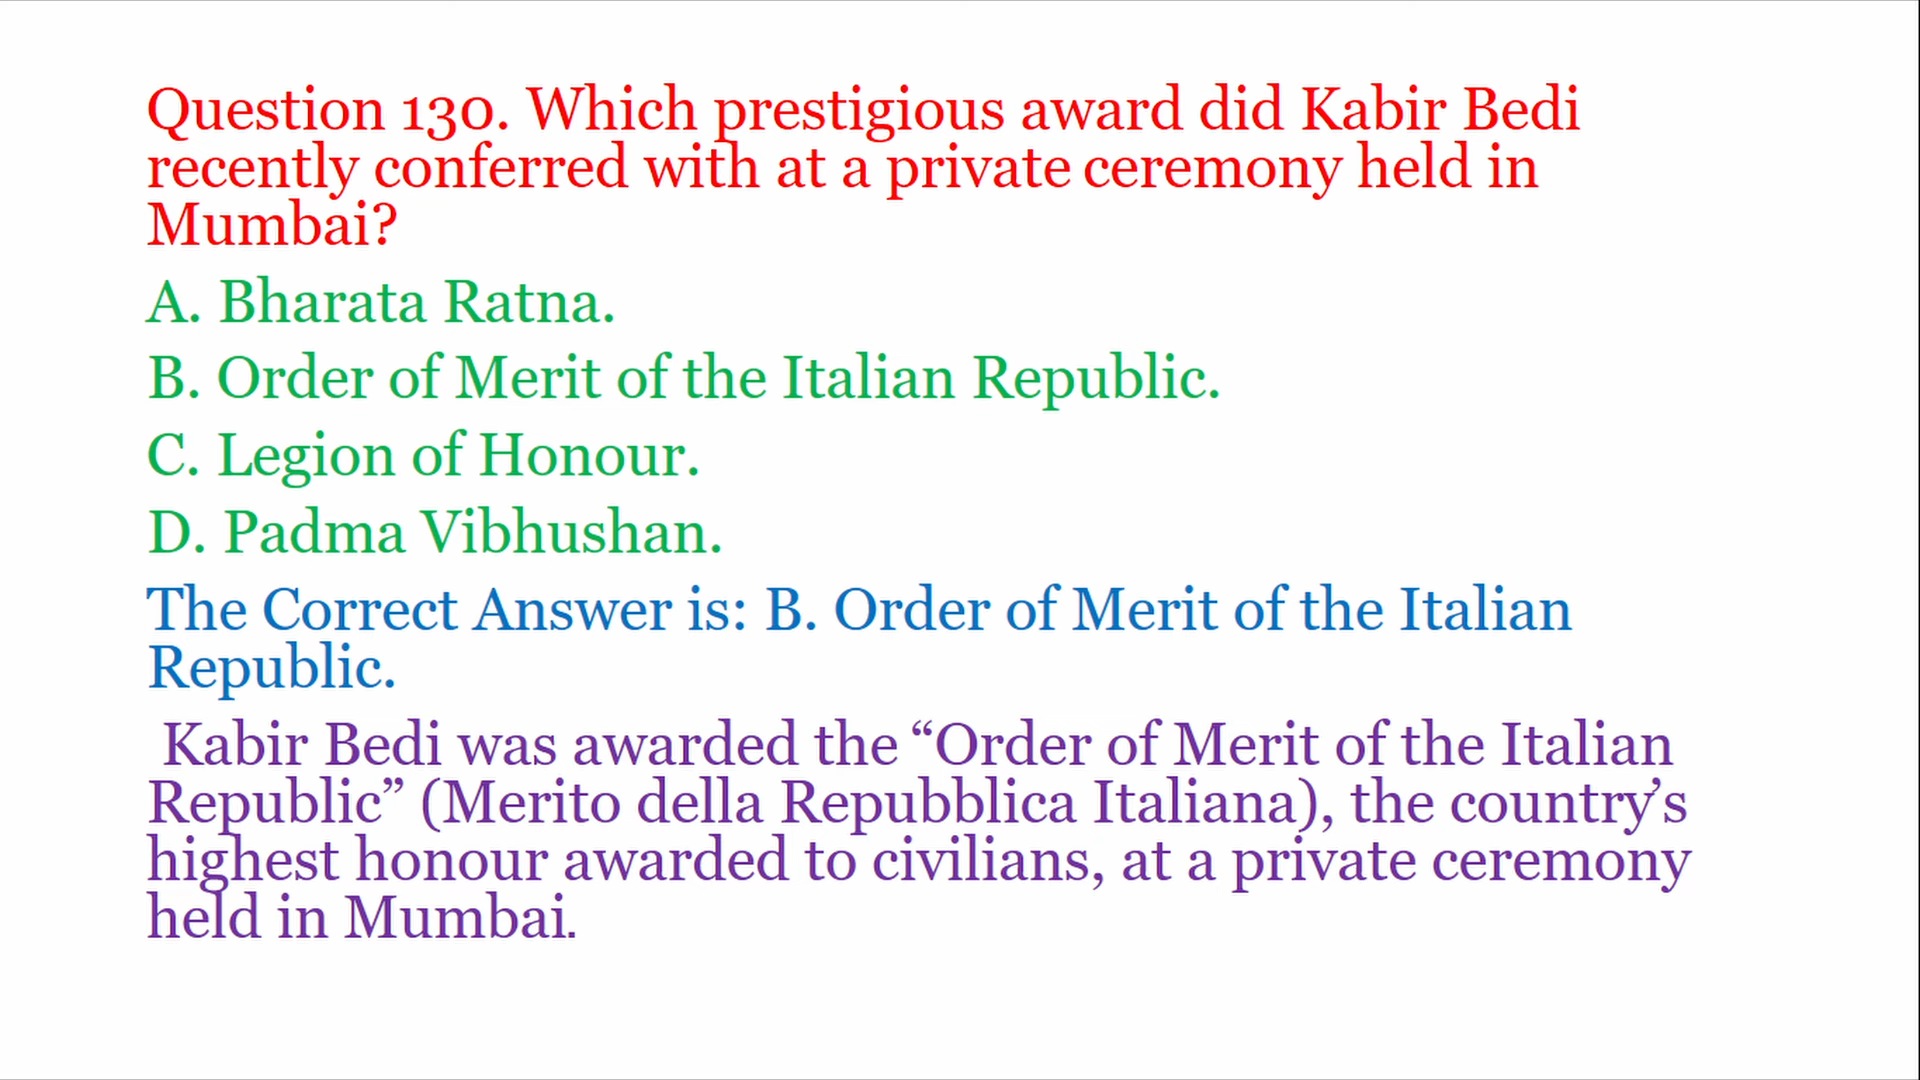 Question 130. Which prestigious award did Kabir Bedi
recently conferred with at a private ceremony held in
Mumbai?
A. Bharata Ratna.
B. Order of Merit of the Italian Republic.
C. Legion of Honour.
D. Padma Vibhushan.
The Correct Answer is: B. Order of Merit of the Italian
Republic.
Kabir Bedi was awarded the “Order of Merit of the Italian
Republic” (Merito della Repubblica Italiana), the country’s
highest honour awarded to civilians, at a private ceremony
held in Mumbai.